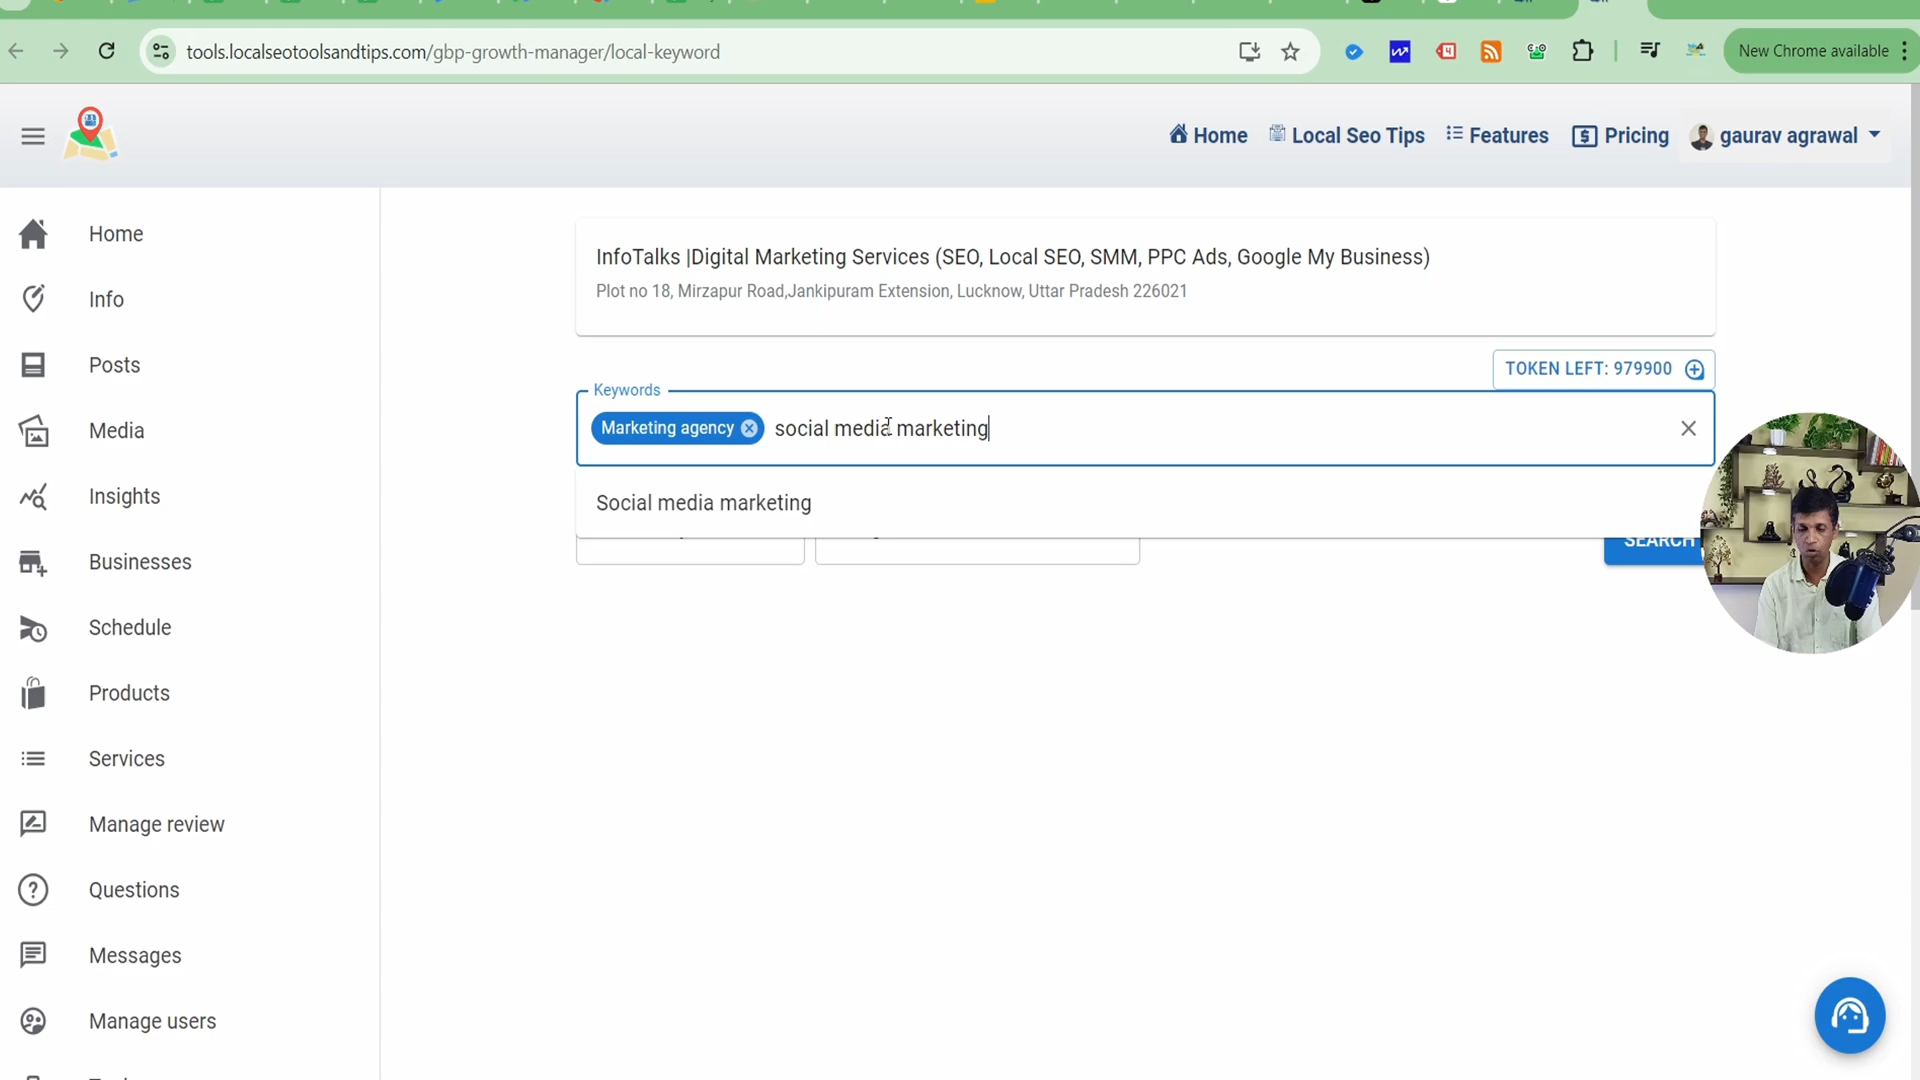 tools.localseotoolsandtips.com/gbp-growth-manager/local-keyword
New Chrome available
Home
Local Seo Tips
Features
Pricing
gaurav agrawal
Home
Info
Posts
Media
Insights
Businesses
Schedule
Products
Services
Manage review
Questions
Messages
Manage users
InfoTalks |Digital Marketing Services (SEO, Local SEO, SMM, PPC Ads, Google My Business)
Plot no 18, Mirzapur Road,Jankipuram Extension, Lucknow, Uttar Pradesh 226021
TOKEN LEFT: 979900
Keywords
Marketing agency
social media marketing
Social media marketing
SEARCH